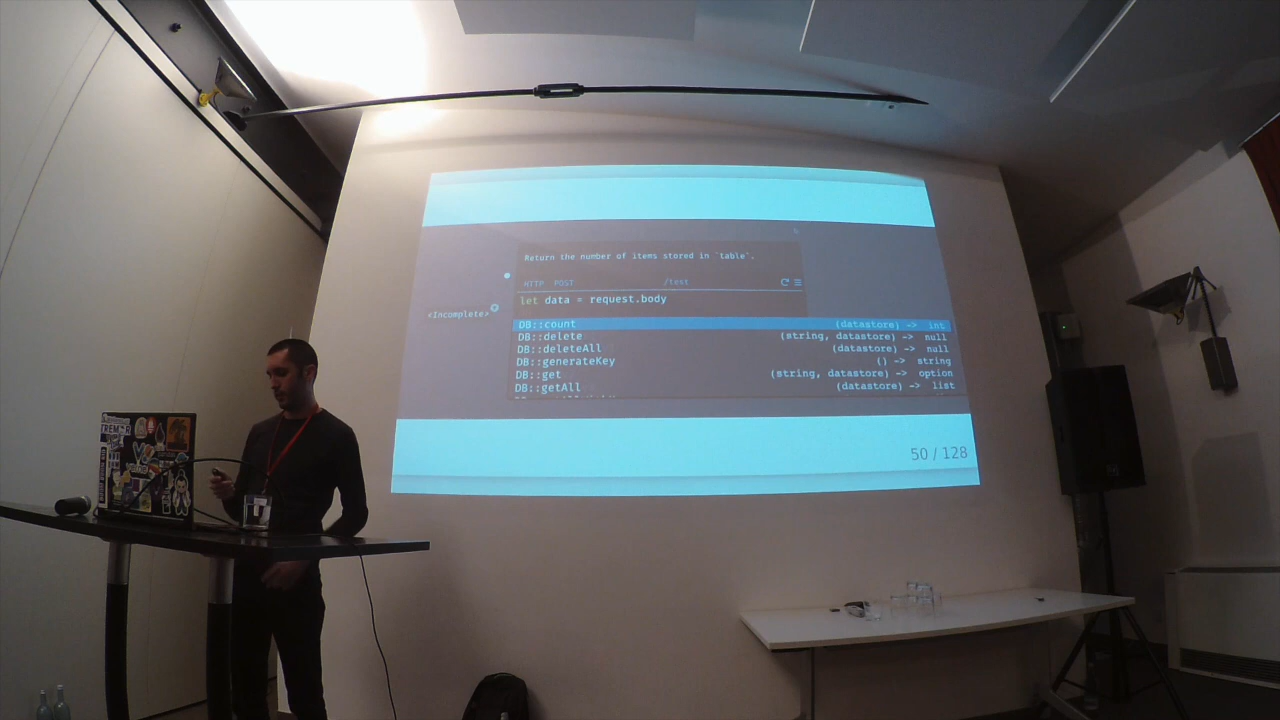 Return the number of items stored in `table`.
HTTP POST /test
let data = request.body
<Incomplete>
DB::count (datastore) -> int
DB::delete (string, datastore) -> null
DB::deleteAll (datastore) -> null
DB::generateKey () -> string
DB::get (string, datastore) -> option
DB::getAll (datastore) -> list
50 / 128